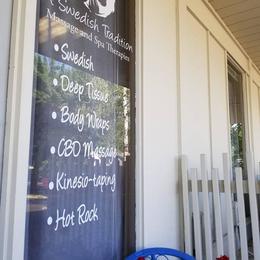 Swedish Tradition
Massage and Spa Therapies
• Swedish
• Deep Tissue
• Body Wraps
• CBD Massage
• Kinesio-taping
• Hot Rock